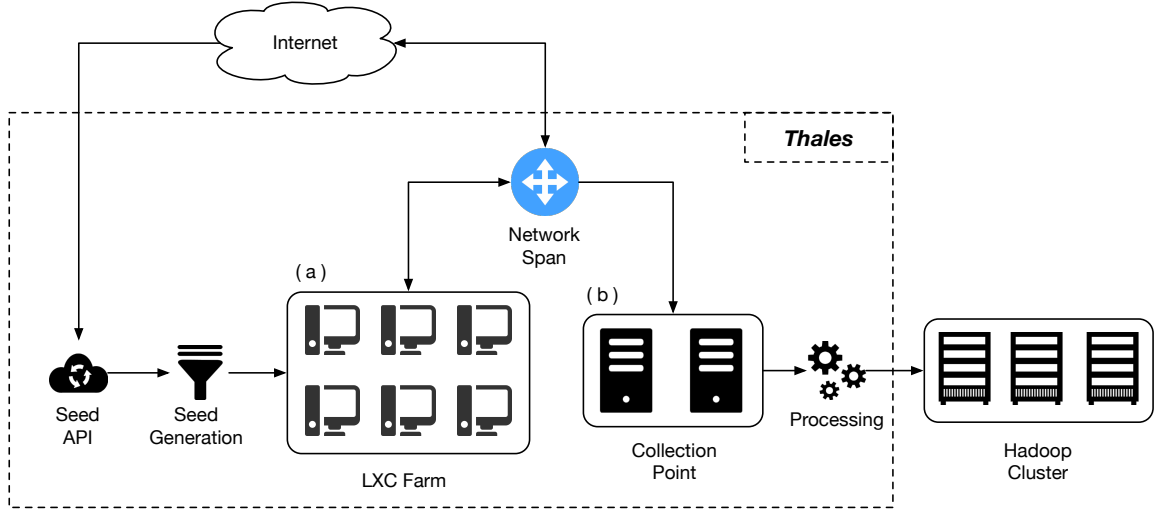 Internet
Thales
Network
Span
( a )
( b )
Seed
API
Seed
Generation
LXC Farm
Collection
Point
Processing
Hadoop
Cluster